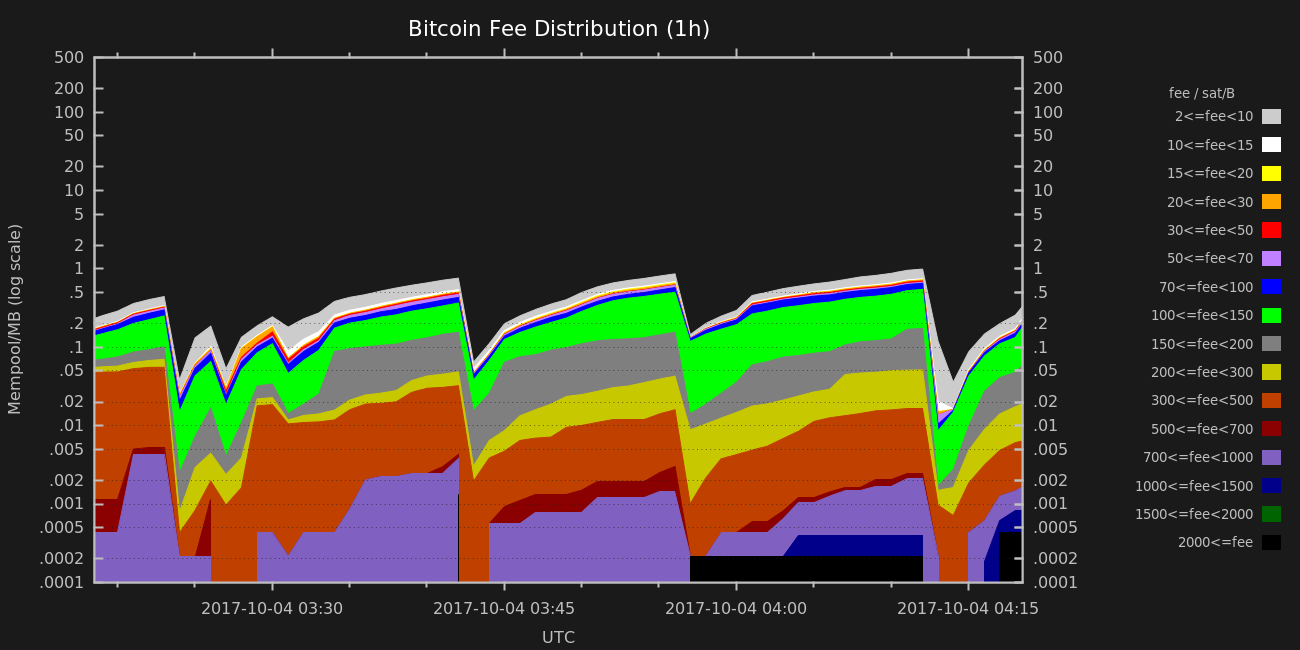 Bitcoin Fee Distribution (1h)
Mempool/MB (log scale)
500
200
100
50
20
10
5
2
1
.5
.2
.1
.05
.02
.01
.005
.002
.001
.0005
.0002
.0001
500
200
100
50
20
10
5
2
1
.5
.2
.1
.05
.02
.01
.005
.002
.001
.0005
.0002
.0001
2017-10-04 03:30
2017-10-04 03:45
2017-10-04 04:00
2017-10-04 04:15
UTC
fee / sat/B
2<=fee<10
10<=fee<15
15<=fee<20
20<=fee<30
30<=fee<50
50<=fee<70
70<=fee<100
100<=fee<150
150<=fee<200
200<=fee<300
300<=fee<500
500<=fee<700
700<=fee<1000
1000<=fee<1500
1500<=fee<2000
2000<=fee